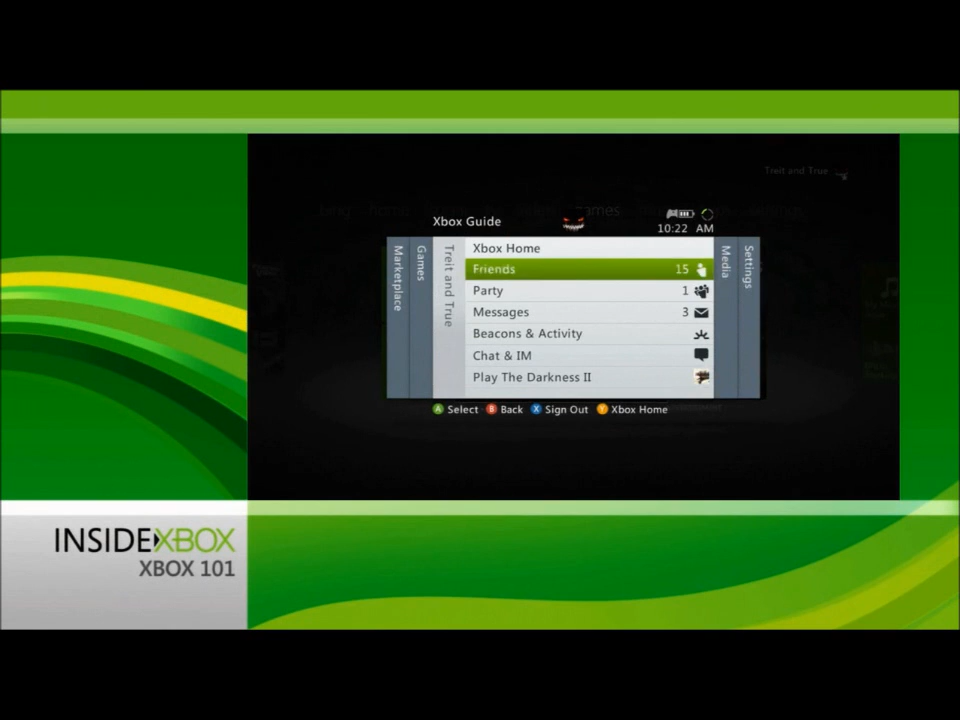 Treit and True
home
games
Xbox Guide
10:22 AM
Marketplace
Games
Treit and True
Xbox Home
Friends 15
Party 1
Messages 3
Beacons & Activity
Chat & IM
Play The Darkness II
Media
Settings
A Select B Back X Sign Out Y Xbox Home
INSIDEXBOX
XBOX 101